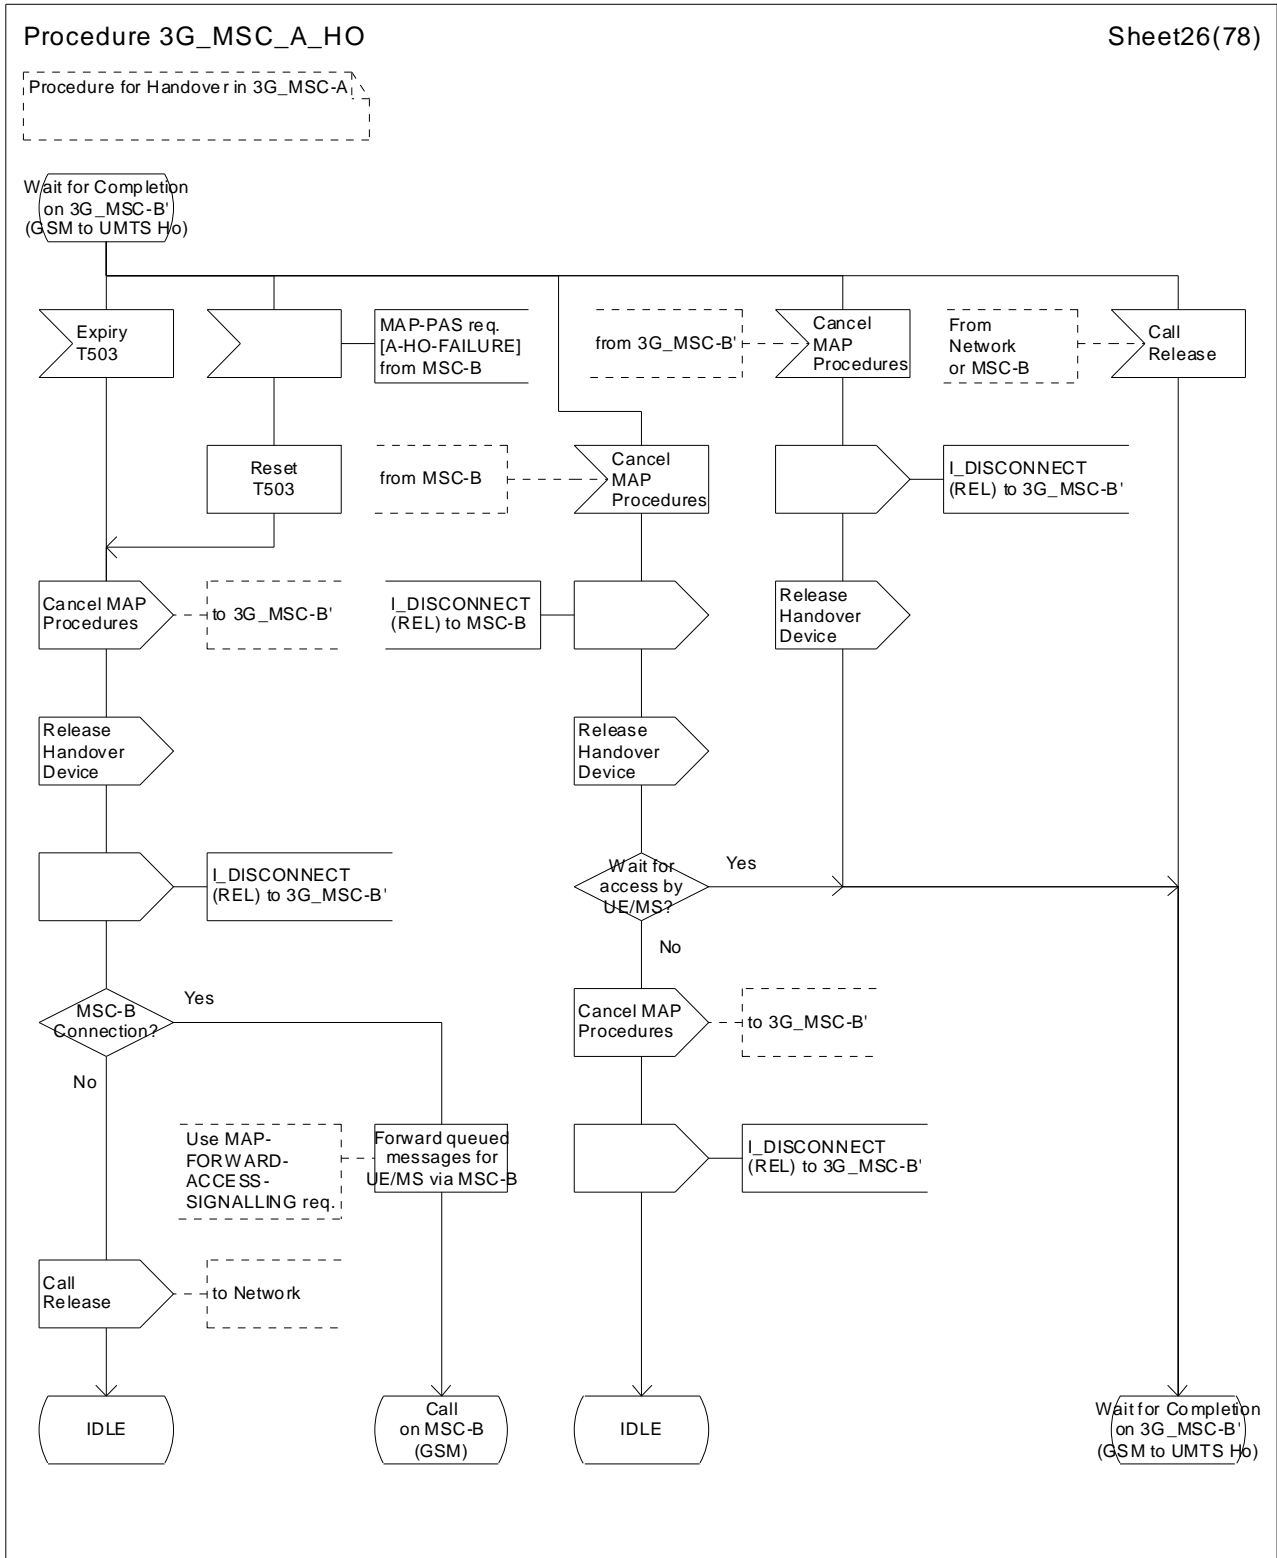 Procedure 3G_MSC_A_HO
Sheet26(78)
Procedure for Handover in 3G_MSC-A
Wait for Completion
on 3G_MSC-B'
(GSM to UMTS Ho)
Expiry
T503
MAP-PAS req.
[A-HO-FAILURE]
from MSC-B
from 3G_MSC-B'
Cancel
MAP
Procedures
From
Network
or MSC-B
Call
Release
Reset
T503
from MSC-B
Cancel
MAP
Procedures
I_DISCONNECT
(REL) to 3G_MSC-B'
Cancel MAP
Procedures
to 3G_MSC-B'
I_DISCONNECT
(REL) to MSC-B
Release
Handover
Device
Release
Handover
Device
Release
Handover
Device
I_DISCONNECT
(REL) to 3G_MSC-B'
Wait for
access by
UE/MS?
Yes
No
MSC-B
Connection?
Yes
No
Cancel MAP
Procedures
to 3G_MSC-B'
Use MAP-
FORWARD-
ACCESS-
SIGNALLING req.
Forward queued
messages for
UE/MS via MSC-B
I_DISCONNECT
(REL) to 3G_MSC-B'
Call
Release
to Network
IDLE
Call
on MSC-B
(GSM)
IDLE
Wait for Completion
on 3G_MSC-B'
(GSM to UMTS Ho)